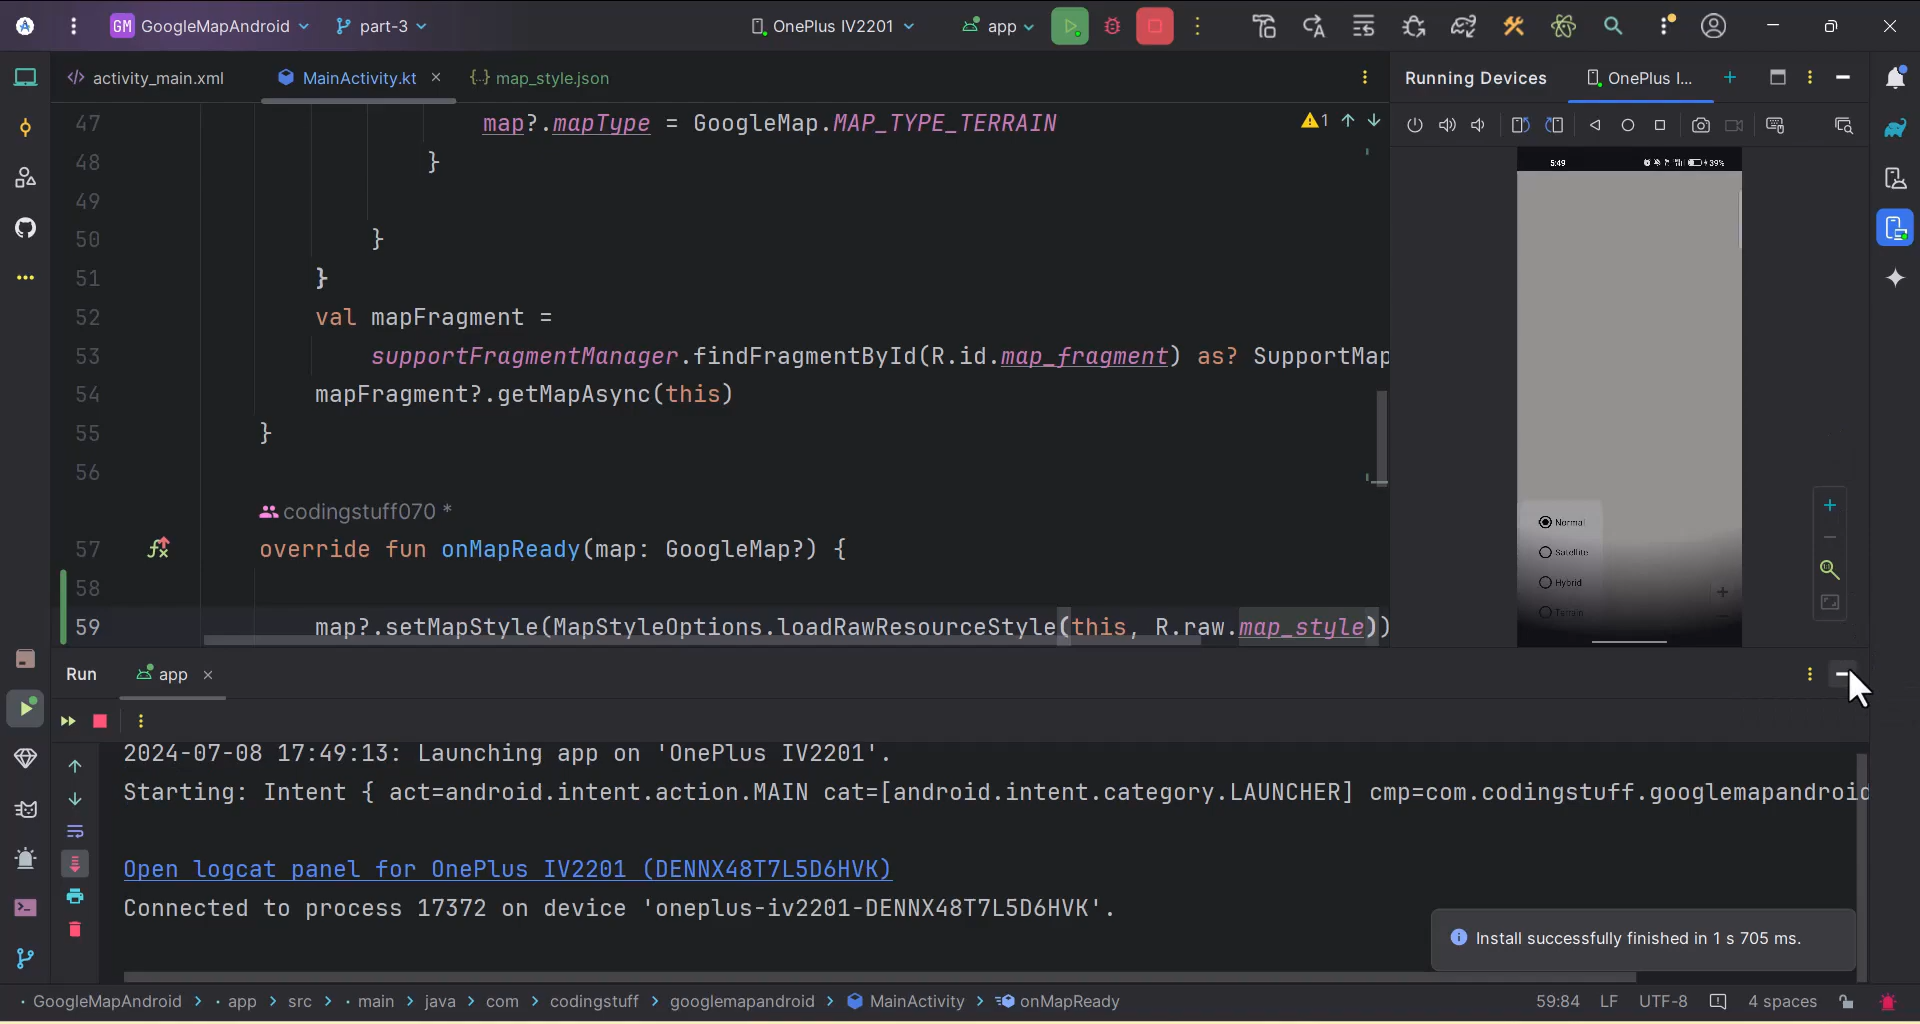 GM GoogleMapAndroid part-3 OnePlus IV2201 app
activity_main.xml MainActivity.kt map_style.json Running Devices OnePlus I...
47 map?.mapType = GoogleMap.MAP_TYPE_TERRAIN 1
48 }
49
50 }
51 }
52 val mapFragment =
53 supportFragmentManager.findFragmentById(R.id.map_fragment) as? SupportMap
54 mapFragment?.getMapAsync(this)
55 }
56
codingstuff070 *
57 override fun onMapReady(map: GoogleMap?) {
58
59 map?.setMapStyle(MapStyleOptions.loadRawResourceStyle(this, R.raw.map_style))
5:49 39%
Normal
Satellite
Hybrid
Terrain
Run app
2024-07-08 17:49:13: Launching app on 'OnePlus IV2201'.
Starting: Intent { act=android.intent.action.MAIN cat=[android.intent.category.LAUNCHER] cmp=com.codingstuff.googlemapandroid
Open logcat panel for OnePlus IV2201 (DENNX48T7L5D6HVK)
Connected to process 17372 on device 'oneplus-iv2201-DENNX48T7L5D6HVK'.
Install successfully finished in 1 s 705 ms.
GoogleMapAndroid > app > src > main > java > com > codingstuff > googlemapandroid > MainActivity > onMapReady 59:84 LF UTF-8 4 spaces